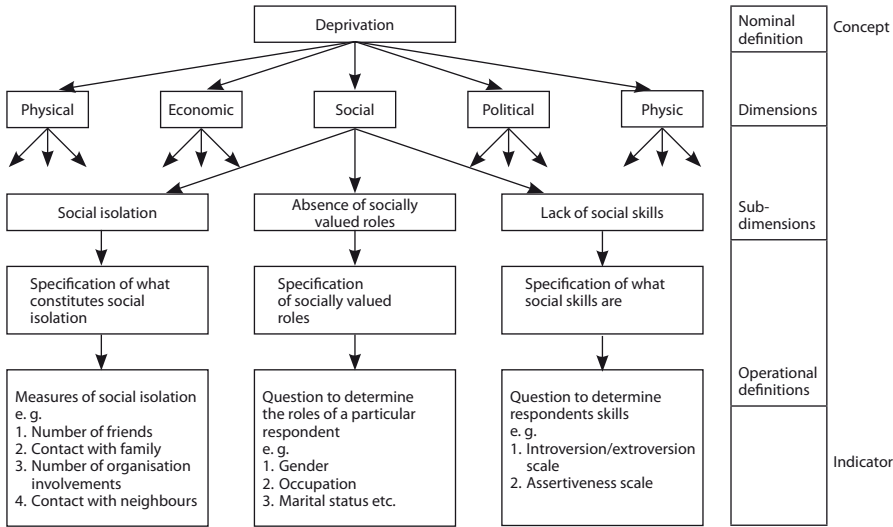 Deprivation
Nominal
definition
Concept
Physical
Economic
Social
Political
Physic
Dimensions
Social isolation
Absence of socially
valued roles
Lack of social skills
Sub-
dimensions
Specification of what
constitutes social
isolation
Specification
of socially valued
roles
Specification of what
social skills are
Operational
definitions
Measures of social isolation
e. g.
1. Number of friends
2. Contact with family
3. Number of organisation
involvements
4. Contact with neighbours
Question to determine
the roles of a particular
respondent
e. g.
1. Gender
2. Occupation
3. Marital status etc.
Question to determine
respondents skills
e. g.
1. Introversion/extroversion
scale
2. Assertiveness scale
Indicator